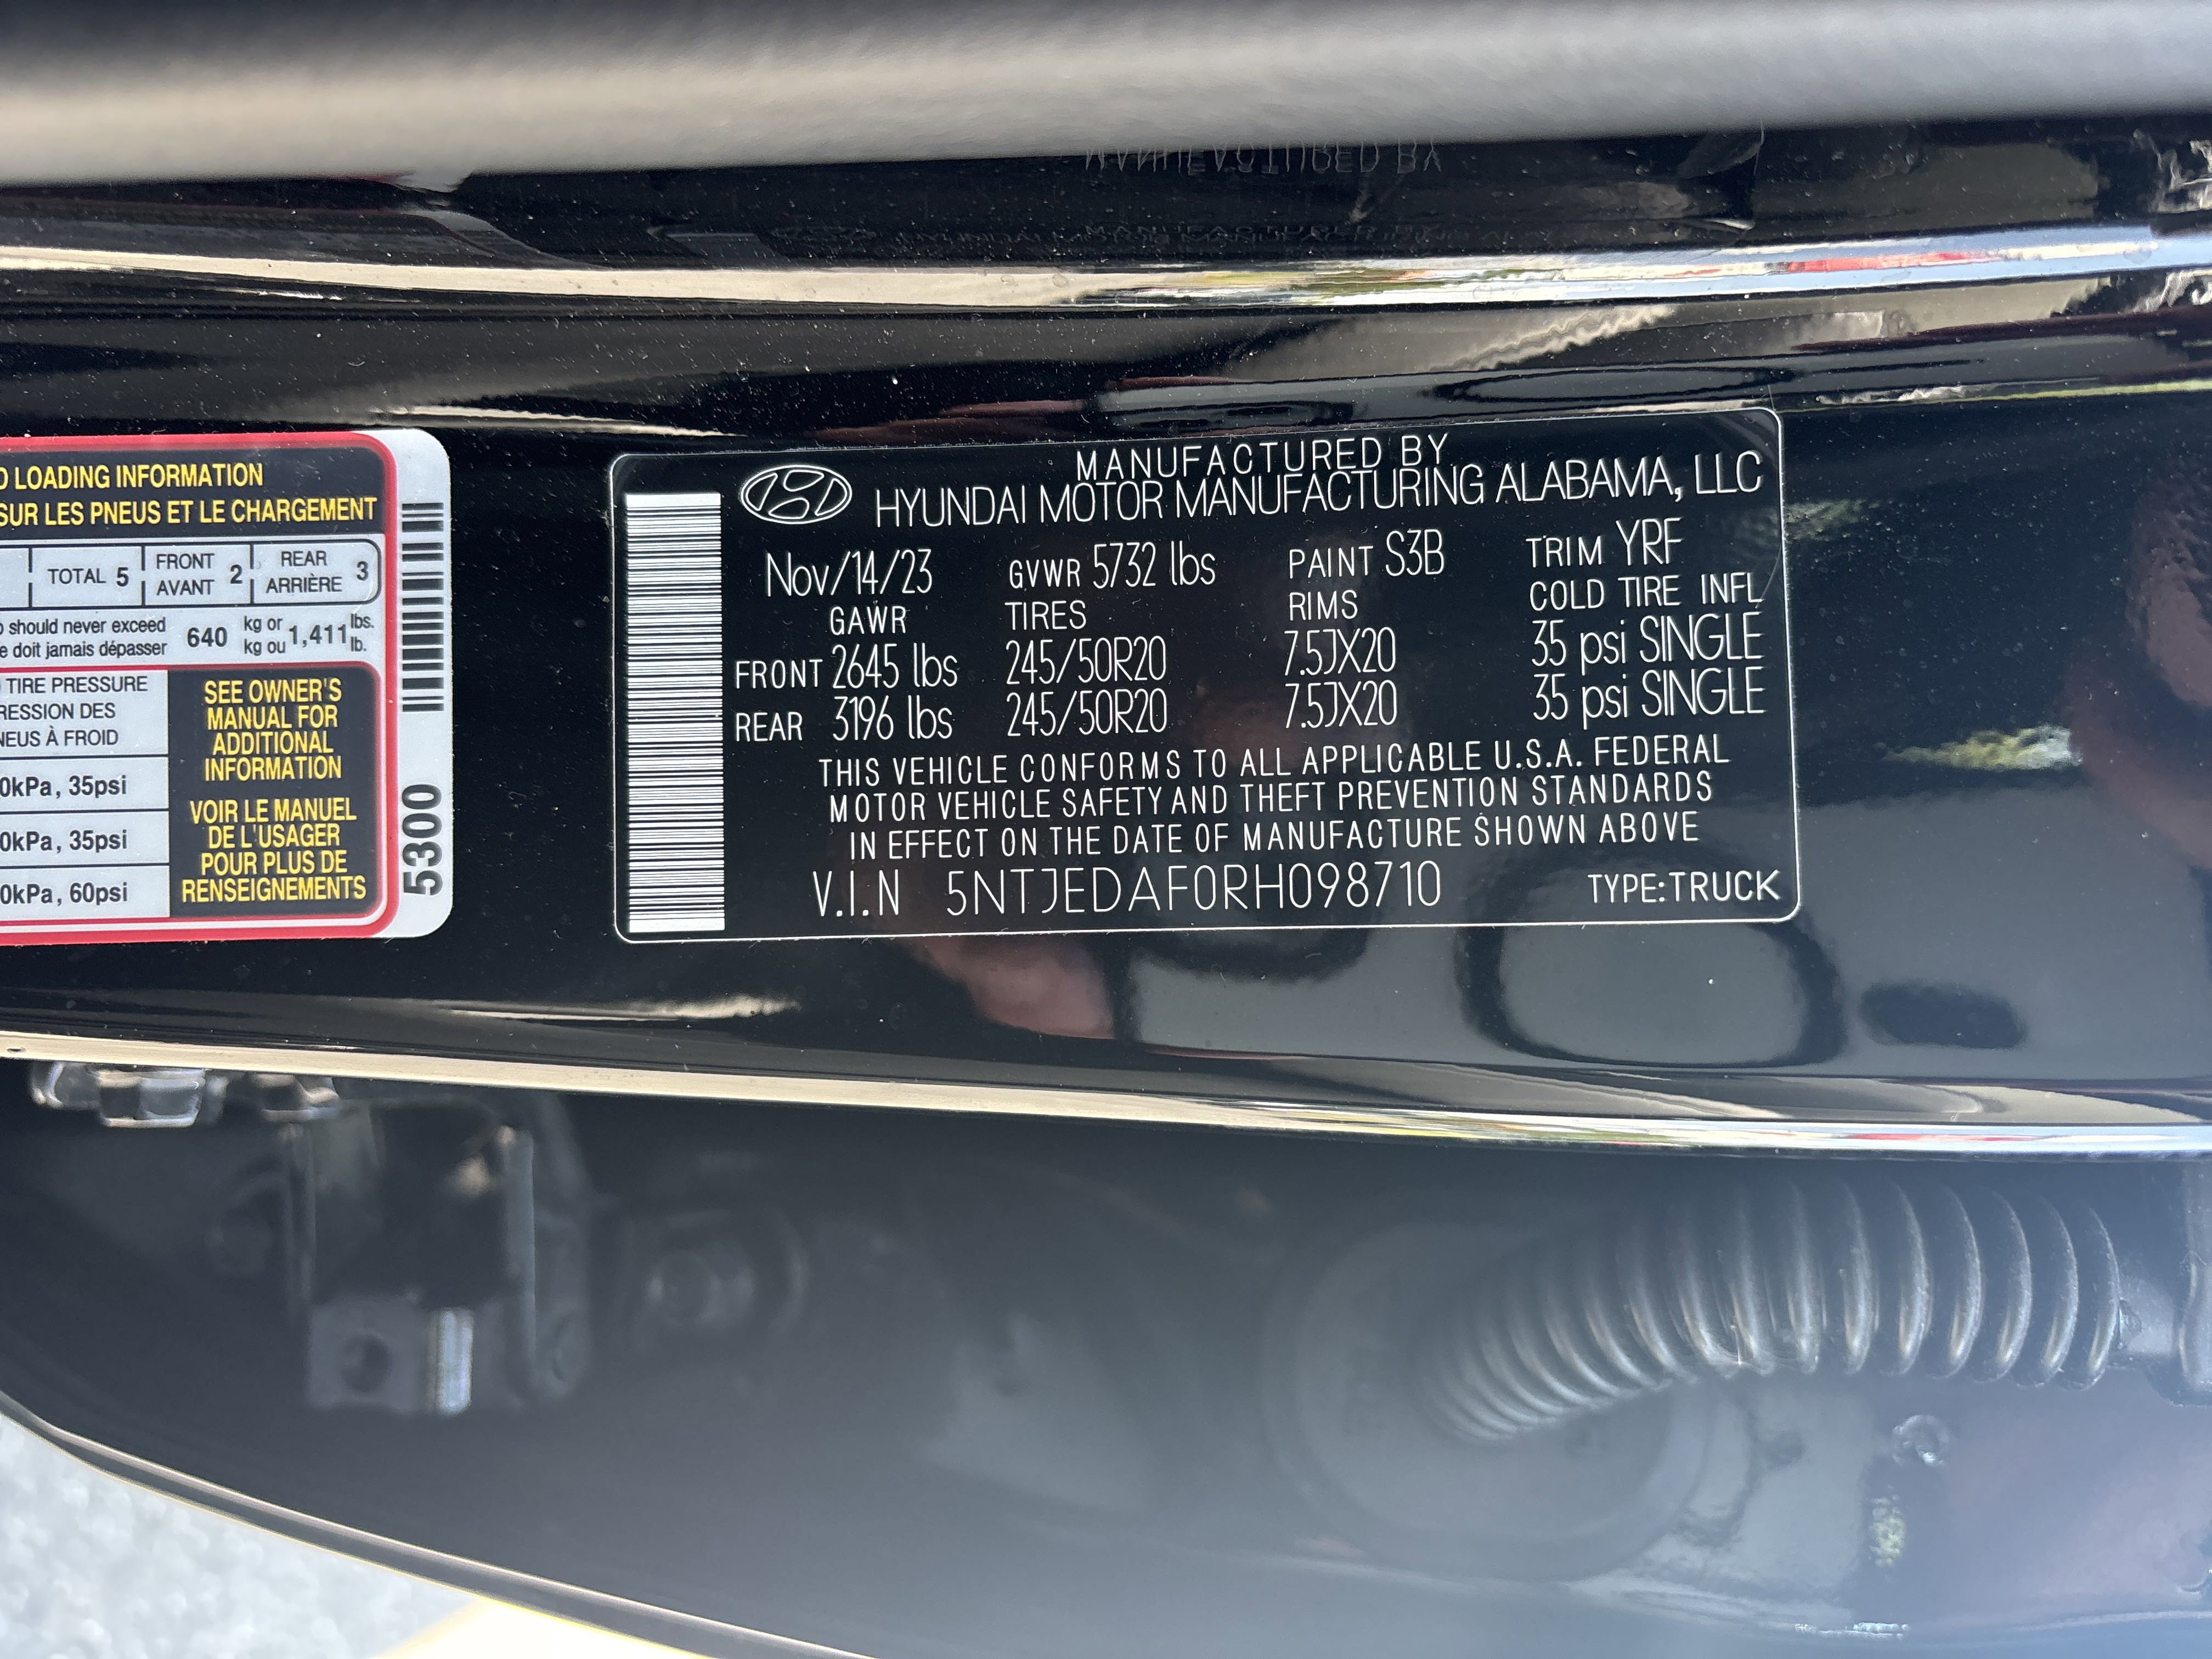 LOADING INFORMATION
SUR LES PNEUS ET LE CHARGEMENT
TOTAL 5 FRONT AVANT 2 REAR ARRIÈRE 3
should never exceed
doit jamais dépasser
640 kg or 1,411 lbs.
kg ou lb.
TIRE PRESSURE
DES
À FROID
0kPa, 35psi
0kPa, 35psi
0kPa, 60psi
SEE OWNER'S
MANUAL FOR
ADDITIONAL
INFORMATION
VOIR LE MANUEL
DE L'USAGER
POUR PLUS DE
RENSEIGNEMENTS
5300
MANUFACTURED BY
HYUNDAI MOTOR MANUFACTURING ALABAMA, LLC
Nov/14/23 GVWR 5732 lbs PAINT S3B TRIM YRF
GAWR TIRES RIMS COLD TIRE INFL
FRONT 2645 lbs 245/50R20 7.5JX20 35 psi SINGLE
REAR 3196 lbs 245/50R20 7.5JX20 35 psi SINGLE
THIS VEHICLE CONFORMS TO ALL APPLICABLE U.S.A. FEDERAL
MOTOR VEHICLE SAFETY AND THEFT PREVENTION STANDARDS
IN EFFECT ON THE DATE OF MANUFACTURE SHOWN ABOVE
V.I.N 5NTJEDAF0RH098710 TYPE:TRUCK